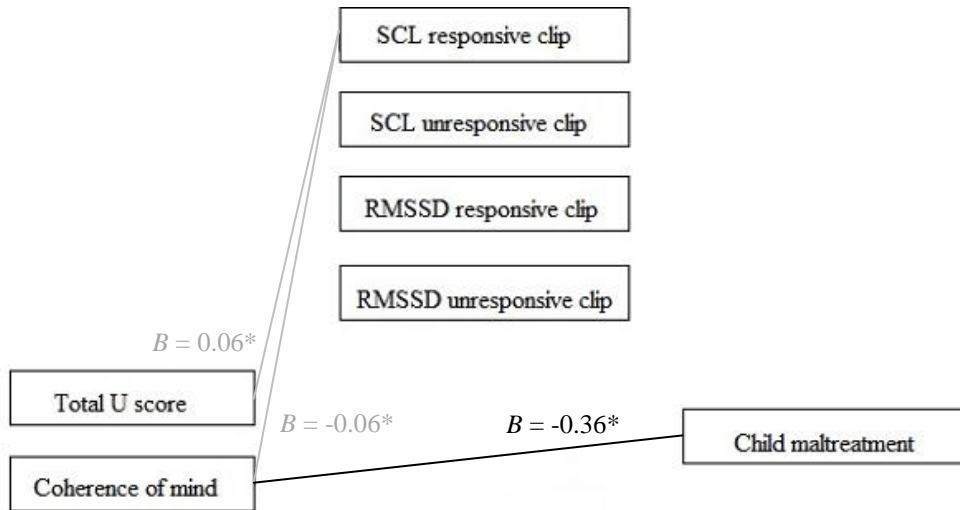 SCL responsive clip
SCL unresponsive clip
RMSSD responsive clip
RMSSD unresponsive clip
B = 0.06*
Total U score
B = -0.06*
B = -0.36*
Child maltreatment
Coherence of mind